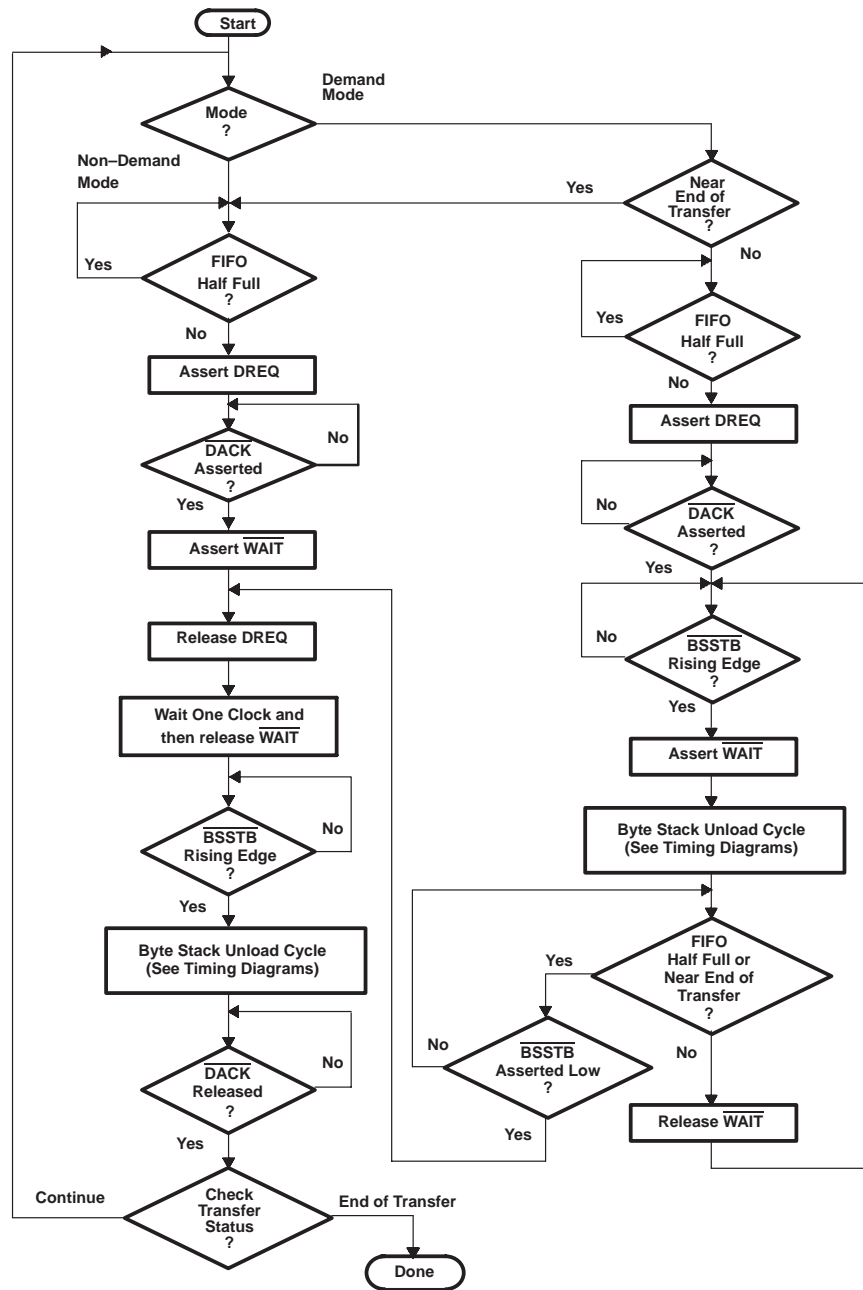 Start
Demand
Mode
Mode
?
Non–Demand
Mode
Yes
Near
End of
Transfer
?
No
Yes
FIFO
Half Full
?
No
Yes
FIFO
Half Full
?
No
Assert DREQ
Assert DREQ
No
DACK
Asserted
?
Yes
No
DACK
Asserted
?
Yes
Assert WAIT
Release DREQ
No
BSSTB
Rising Edge
?
Yes
Wait One Clock and
then release WAIT
Assert WAIT
No
BSSTB
Rising Edge
?
Yes
Byte Stack Unload Cycle
(See Timing Diagrams)
Byte Stack Unload Cycle
(See Timing Diagrams)
FIFO
Half Full or
Near End of
Transfer
?
Yes
No
No
BSSTB
Asserted Low
?
Yes
No
DACK
Released
?
Yes
Release WAIT
Continue
Check
Transfer
Status
?
End of Transfer
Done